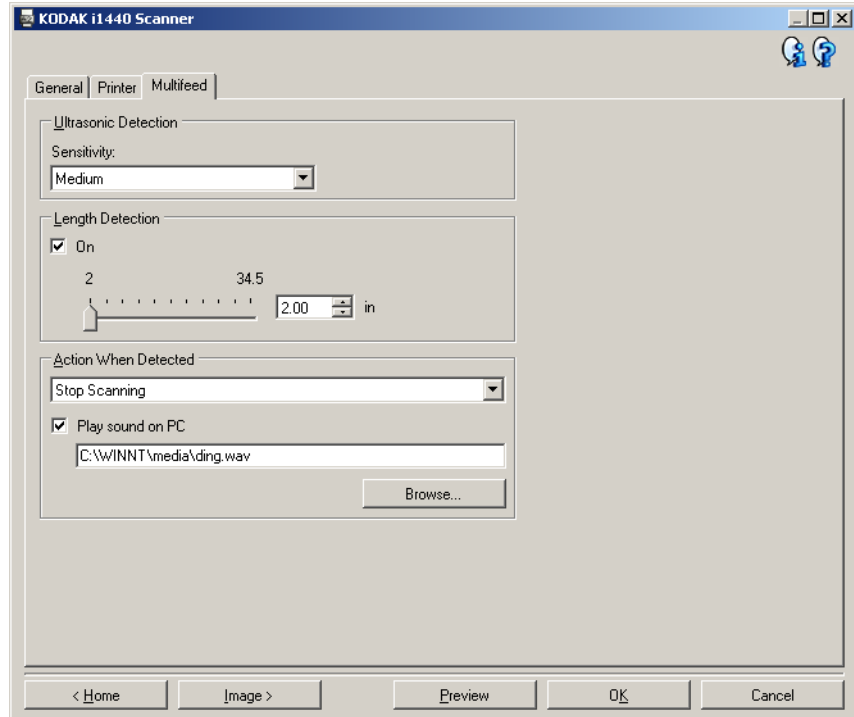 KODAK i1440 Scanner
General Printer Multifeed
Ultrasonic Detection
Sensitivity:
Medium
Length Detection
On
2 34.5
2.00 in
Action When Detected
Stop Scanning
Play sound on PC
C:\WINNT\media\ding.wav
Browse...
< Home Image > Preview OK Cancel